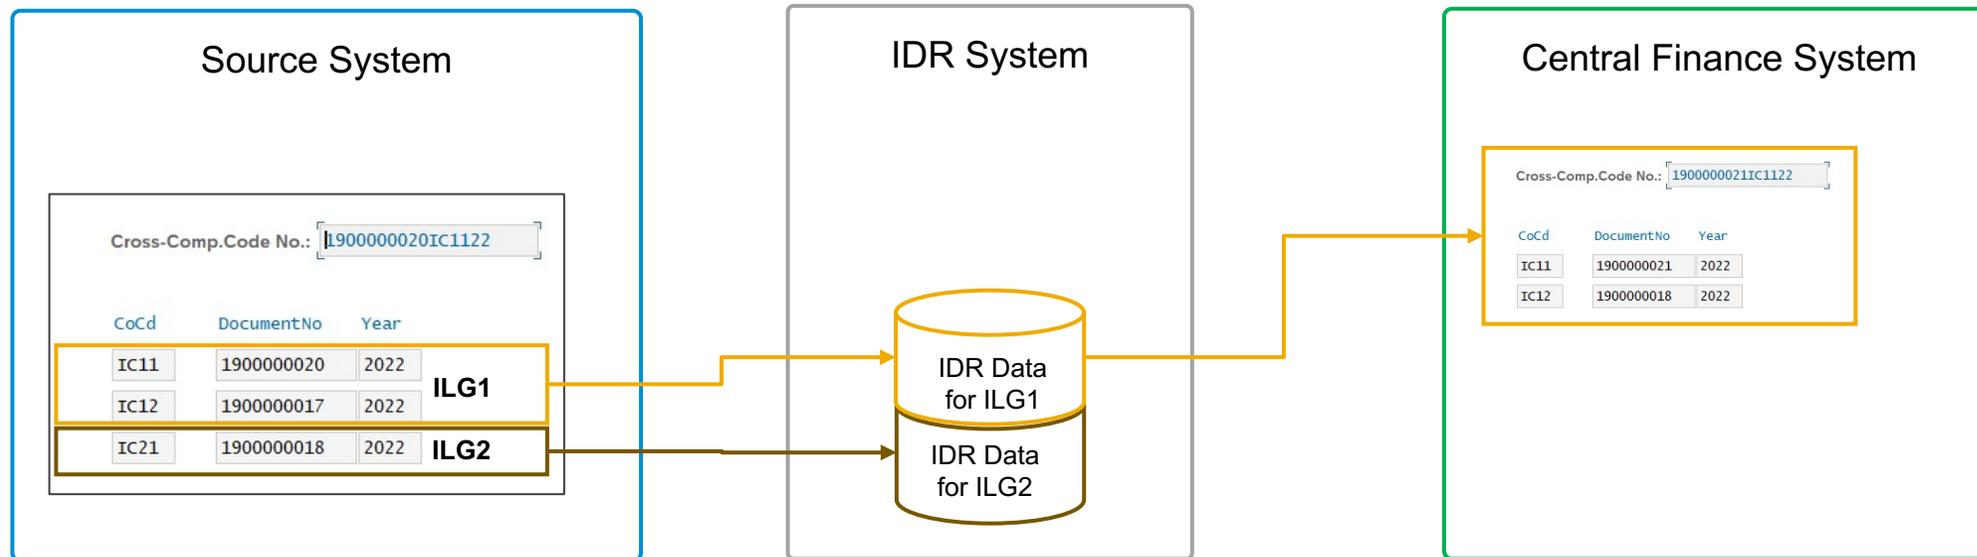 Source System
Cross-Comp.Code No.: 1900000020IC1122
CoCd DocumentNo Year
IC11 1900000020 2022
IC12 1900000017 2022
ILG1
IC21 1900000018 2022 ILG2
IDR System
IDR Data
for ILG1
IDR Data
for ILG2
Central Finance System
Cross-Comp.Code No.: 1900000021IC1122
CoCd DocumentNo Year
IC11 1900000021 2022
IC12 1900000018 2022